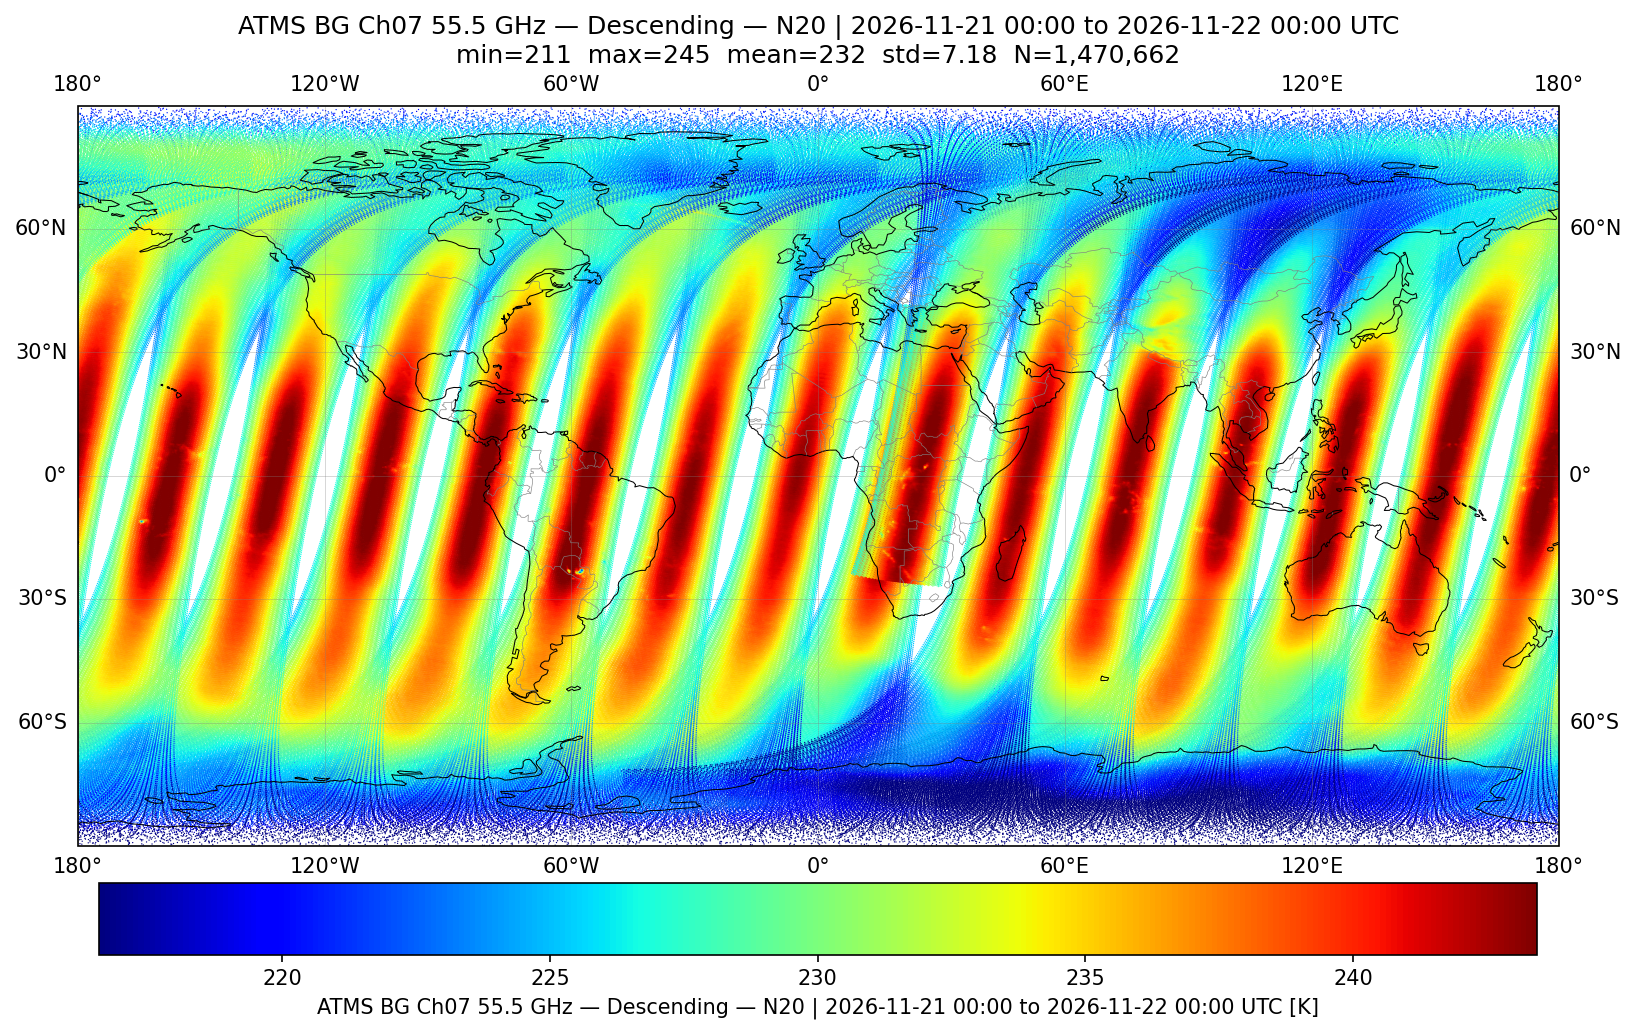 ATMS BG Ch07 55.5 GHz — Descending — N20 | 2026-11-21 00:00 to 2026-11-22 00:00 UTC
min=211  max=245  mean=232  std=7.18  N=1,470,662
180° 120°W 60°W 0° 60°E 120°E 180°
60°N 60°N
30°N 30°N
0° 0°
30°S 30°S
60°S 60°S
180° 120°W 60°W 0° 60°E 120°E 180°
220 225 230 235 240
ATMS BG Ch07 55.5 GHz — Descending — N20 | 2026-11-21 00:00 to 2026-11-22 00:00 UTC [K]